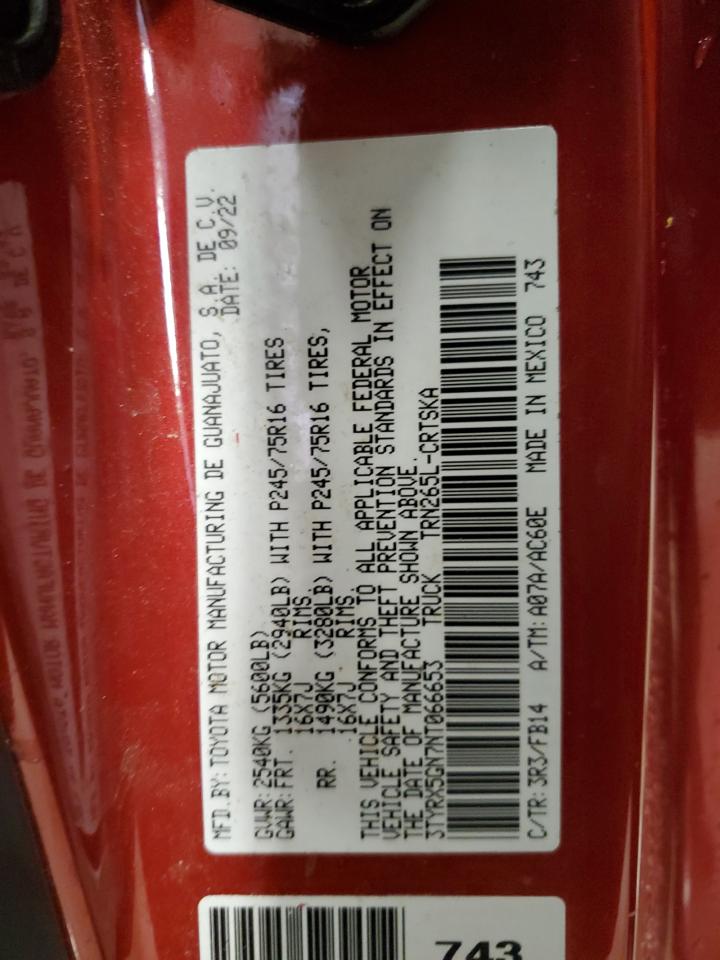 MFD.BY:TOYOTA MOTOR MANUFACTURING DE GUANAJUATO, S.A. DE C.V.
DATE: 09/22
GVWR:2540KG (5600LB)
GAWR:FRT. 1335KG (2940LB) WITH P245/75R16 TIRES
16X7J RIMS.
RR. 1490KG (3280LB) WITH P245/75R16 TIRES,
16X7J RIMS.
THIS VEHICLE CONFORMS TO ALL APPLICABLE FEDERAL MOTOR
VEHICLE SAFETY AND THEFT PREVENTION STANDARDS IN EFFECT ON
THE DATE OF MANUFACTURE SHOWN ABOVE.
3TYRX5GN7NT066653 TRUCK TRN265L-CRTSKA
C/TR:3R3/FB14 A/TM:A07A/AC60E MADE IN MEXICO 743
743